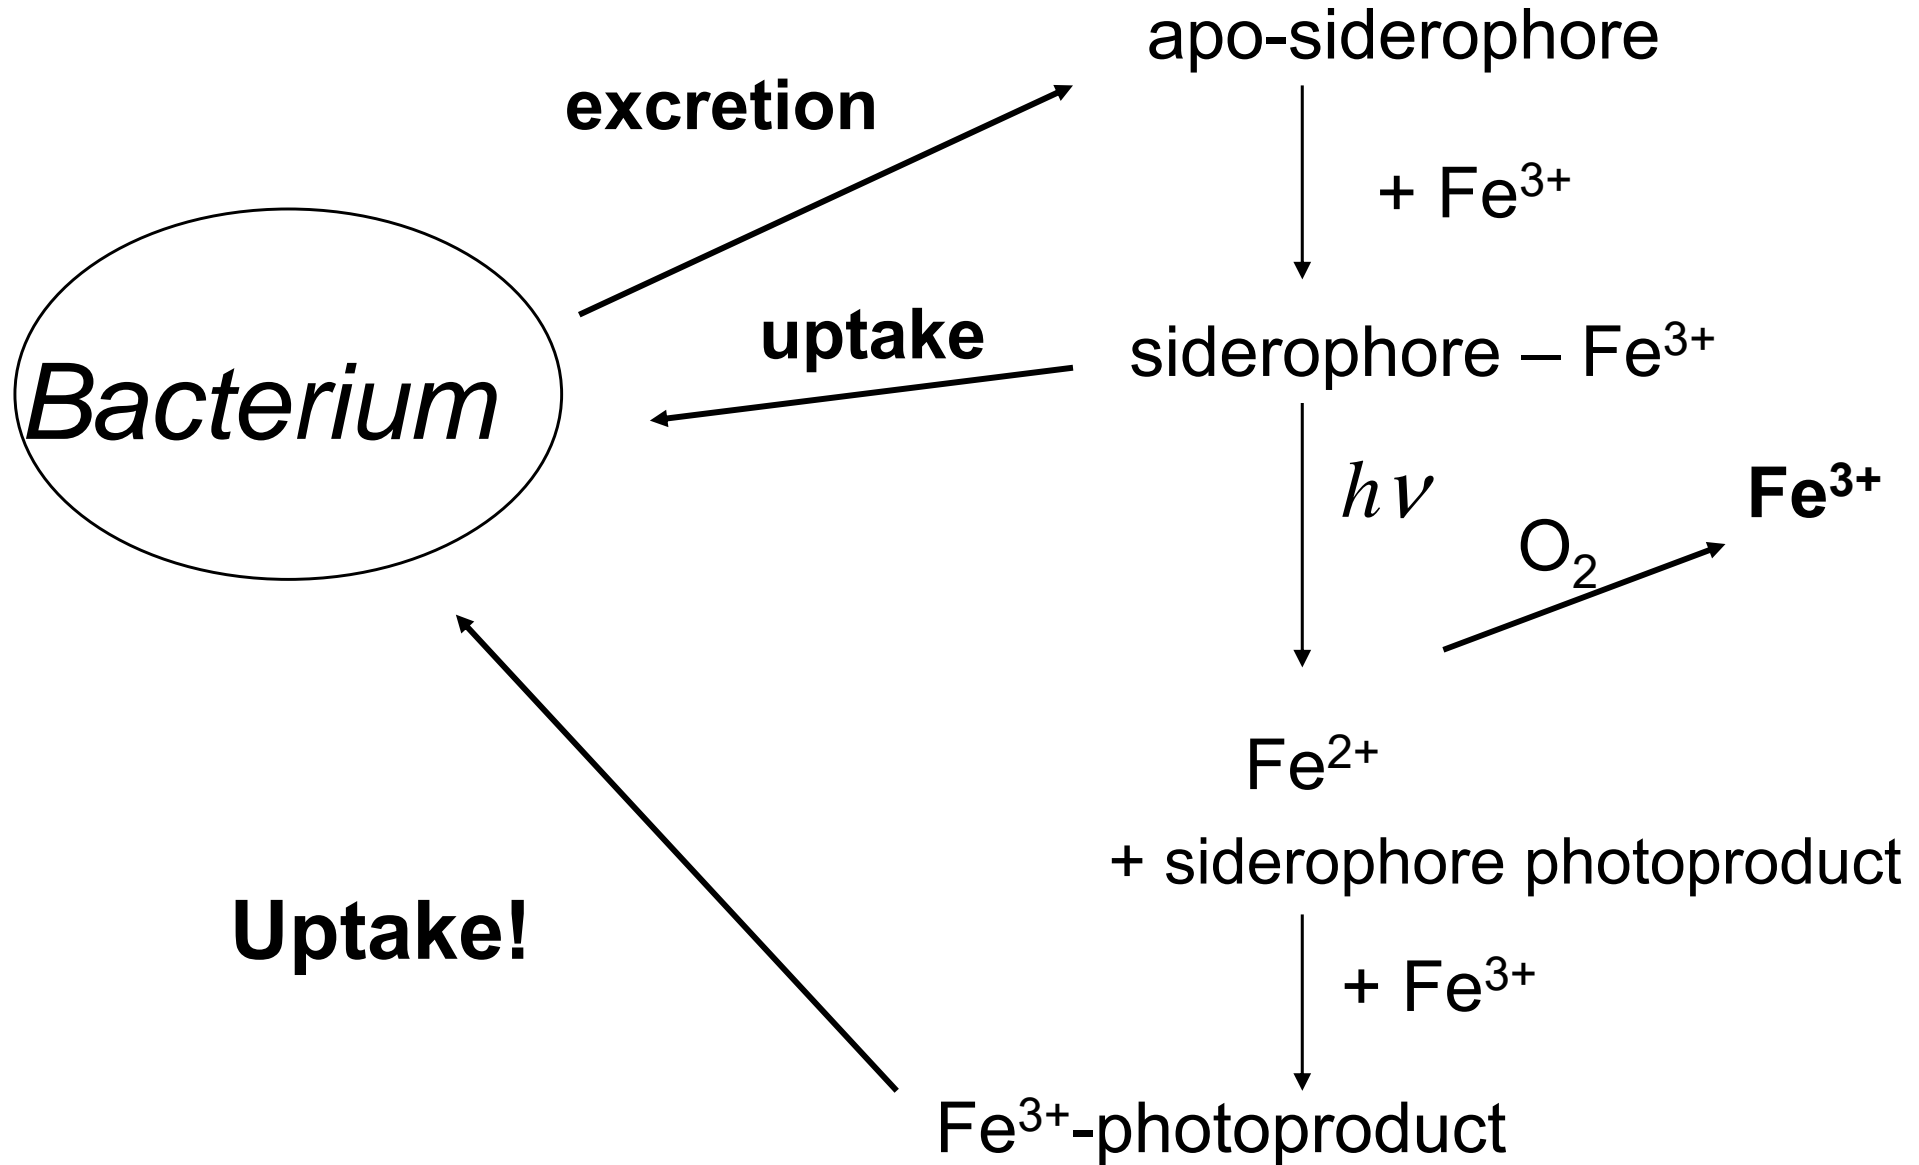 apo-siderophore
excretion
+ Fe³⁺
uptake
siderophore – Fe³⁺
Bacterium
hν
Fe³⁺
O₂
Fe²⁺
+ siderophore photoproduct
Uptake!
+ Fe³⁺
Fe³⁺-photoproduct